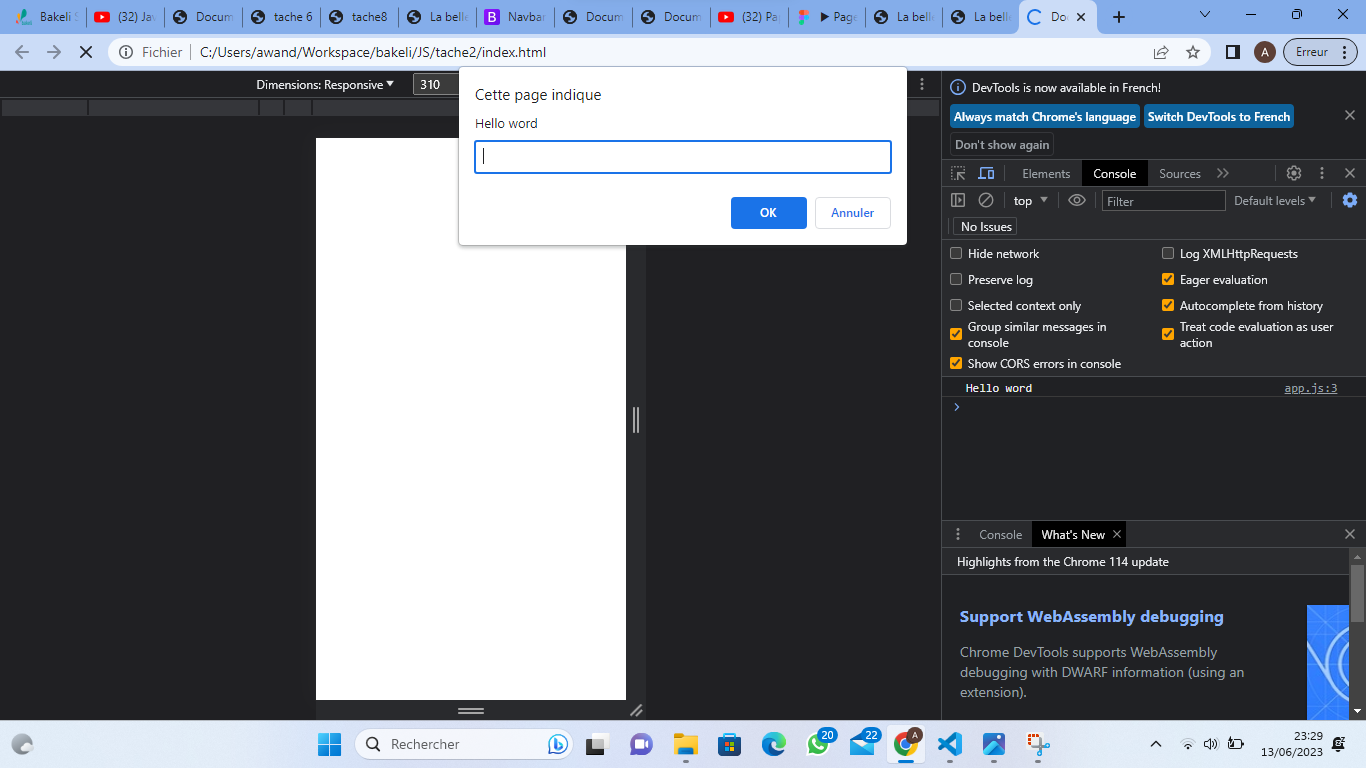 Bakeli S
(32) Jav
Docum
tache 6
tache8
La belle
Navbar
Docum
Docum
(32) Pap
Page
La belle
La belle
Doc
Fichier
C:/Users/awand/Workspace/bakeli/JS/tache2/index.html
A
Erreur
Dimensions: Responsive
310
Cette page indique
Hello word
OK
Annuler
DevTools is now available in French!
Always match Chrome's language
Switch DevTools to French
Don't show again
Elements
Console
Sources
top
Filter
Default levels
No Issues
Hide network
Log XMLHttpRequests
Preserve log
Eager evaluation
Selected context only
Autocomplete from history
Group similar messages in
console
Treat code evaluation as user
action
Show CORS errors in console
Hello word
app.js:3
Console
What's New
Highlights from the Chrome 114 update
Support WebAssembly debugging
Chrome DevTools supports WebAssembly
debugging with DWARF information (using an
extension).
Rechercher
20
22
A
23:29
13/06/2023